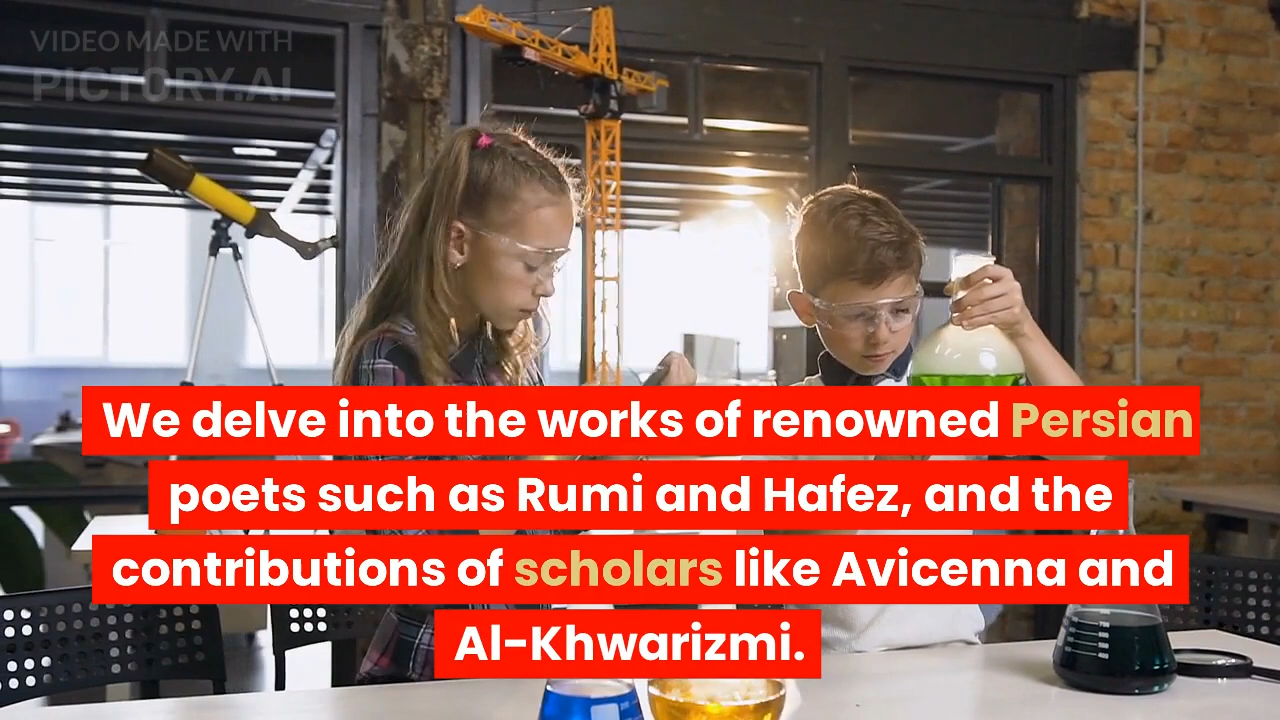 VIDEO MADE WITH
PICTORY.AI
We delve into the works of renowned Persian
poets such as Rumi and Hafez, and the
contributions of scholars like Avicenna and
Al-Khwarizmi.